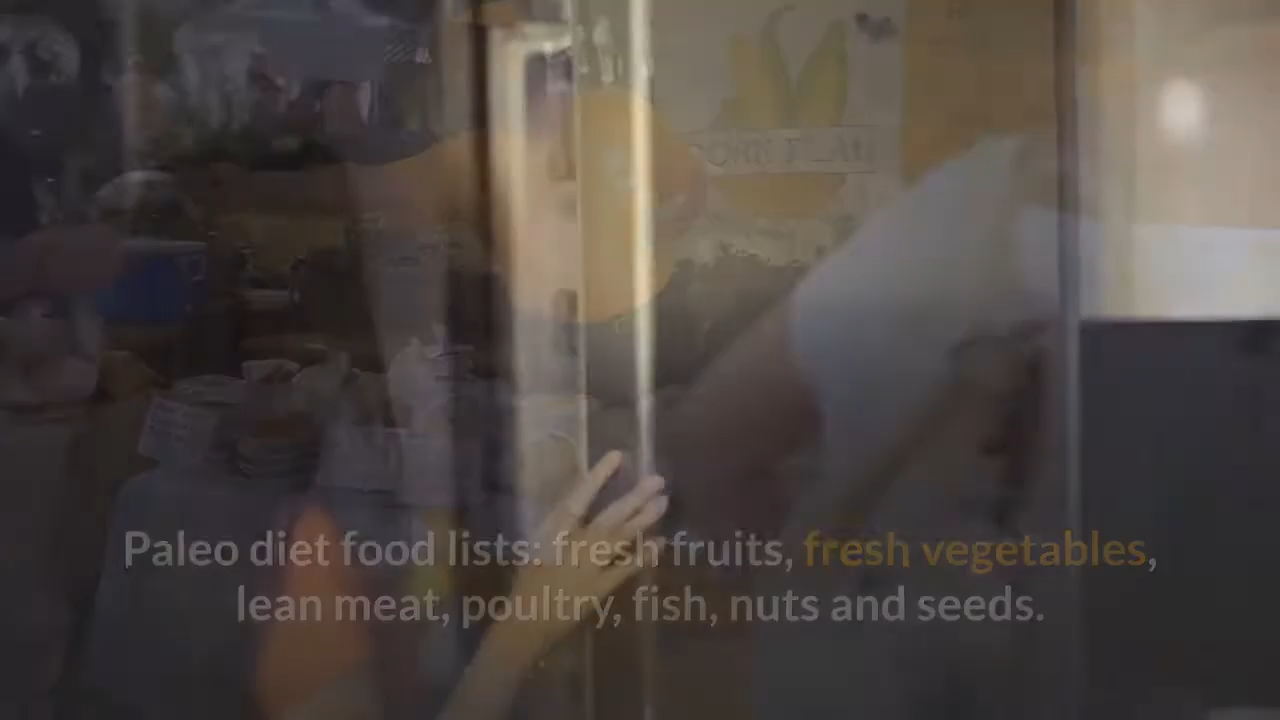 Paleo diet food lists: fresh fruits, fresh vegetables,
lean meat, poultry, fish, nuts and seeds.